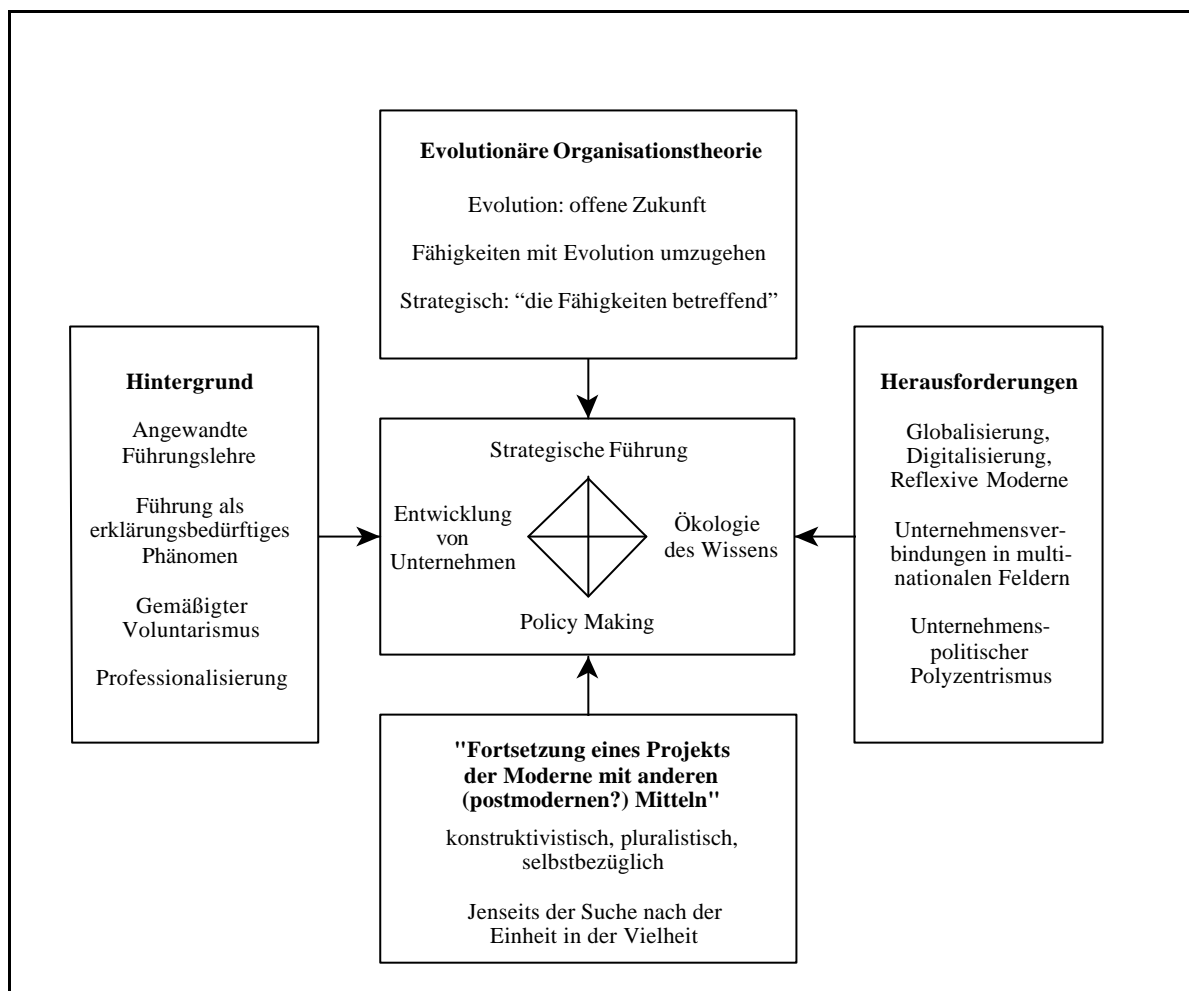 Evolutionäre Organisationstheorie
Evolution: offene Zukunft
Fähigkeiten mit Evolution umzugehen
Strategisch: “die Fähigkeiten betreffend”
Hintergrund
Angewandte
Führungslehre
Führung als
erklärungsbedürftiges
Phänomen
Gemäßigter
Voluntarismus
Professionalisierung
Strategische Führung
Entwicklung
von
Unternehmen
Ökologie
des Wissens
Policy Making
Herausforderungen
Globalisierung,
Digitalisierung,
Reflexive Moderne
Unternehmensver-
bindungen in multi-
nationalen Feldern
Unternehmens-
politischer
Polyzentrismus
"Fortsetzung eines Projekts
der Moderne mit anderen
(postmodernen?) Mitteln"
konstruktivistisch, pluralistisch,
selbstbezüglich
Jenseits der Suche nach der
Einheit in der Vielheit